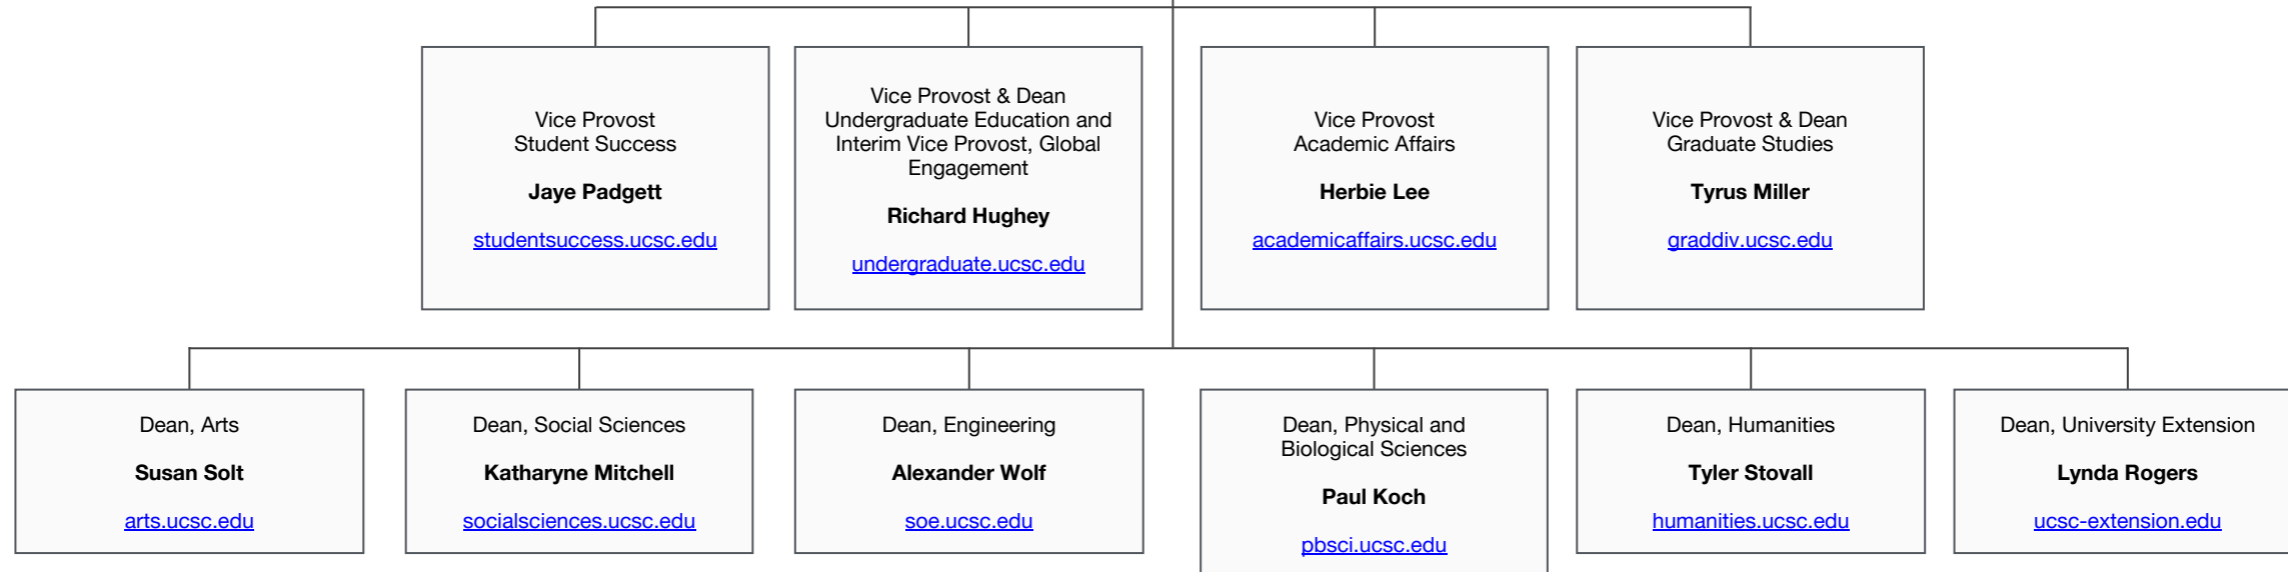 Vice Provost
Student Success
Jaye Padgett
studentsuccess.ucsc.edu
Vice Provost & Dean
Undergraduate Education and
Interim Vice Provost, Global
Engagement
Richard Hughey
undergraduate.ucsc.edu
Vice Provost
Academic Affairs
Herbie Lee
academicaffairs.ucsc.edu
Vice Provost & Dean
Graduate Studies
Tyrus Miller
graddiv.ucsc.edu
Dean, Arts
Susan Solt
arts.ucsc.edu
Dean, Social Sciences
Katharyne Mitchell
socialsciences.ucsc.edu
Dean, Engineering
Alexander Wolf
soe.ucsc.edu
Dean, Physical and
Biological Sciences
Paul Koch
pbsci.ucsc.edu
Dean, Humanities
Tyler Stovall
humanities.ucsc.edu
Dean, University Extension
Lynda Rogers
ucsc-extension.edu